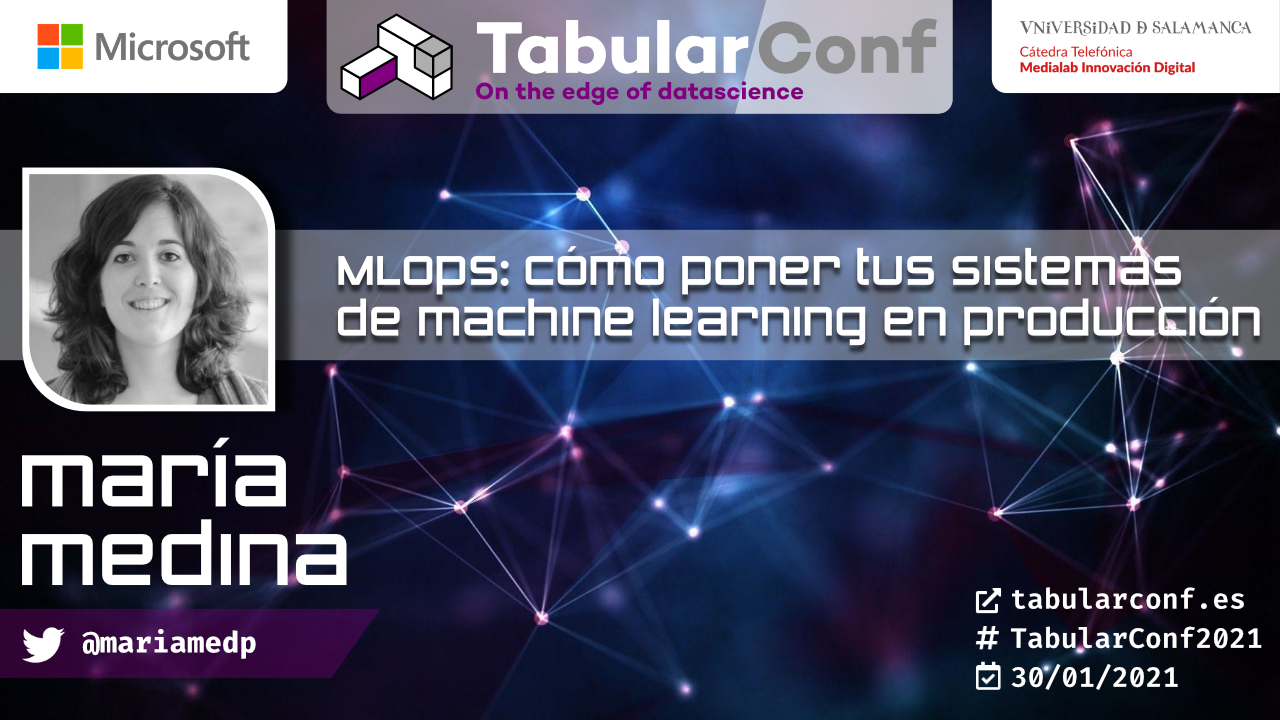 Microsoft
TabularConf
On the edge of datascience
VNiVERSiDAD Ð SALAMANCA
Cátedra Telefónica
Medialab Innovación Digital
MLOps: cómo poner tus sistemas
de machine learning en producción
maría
medina
@mariamedp
tabularconf.es
# TabularConf2021
30/01/2021